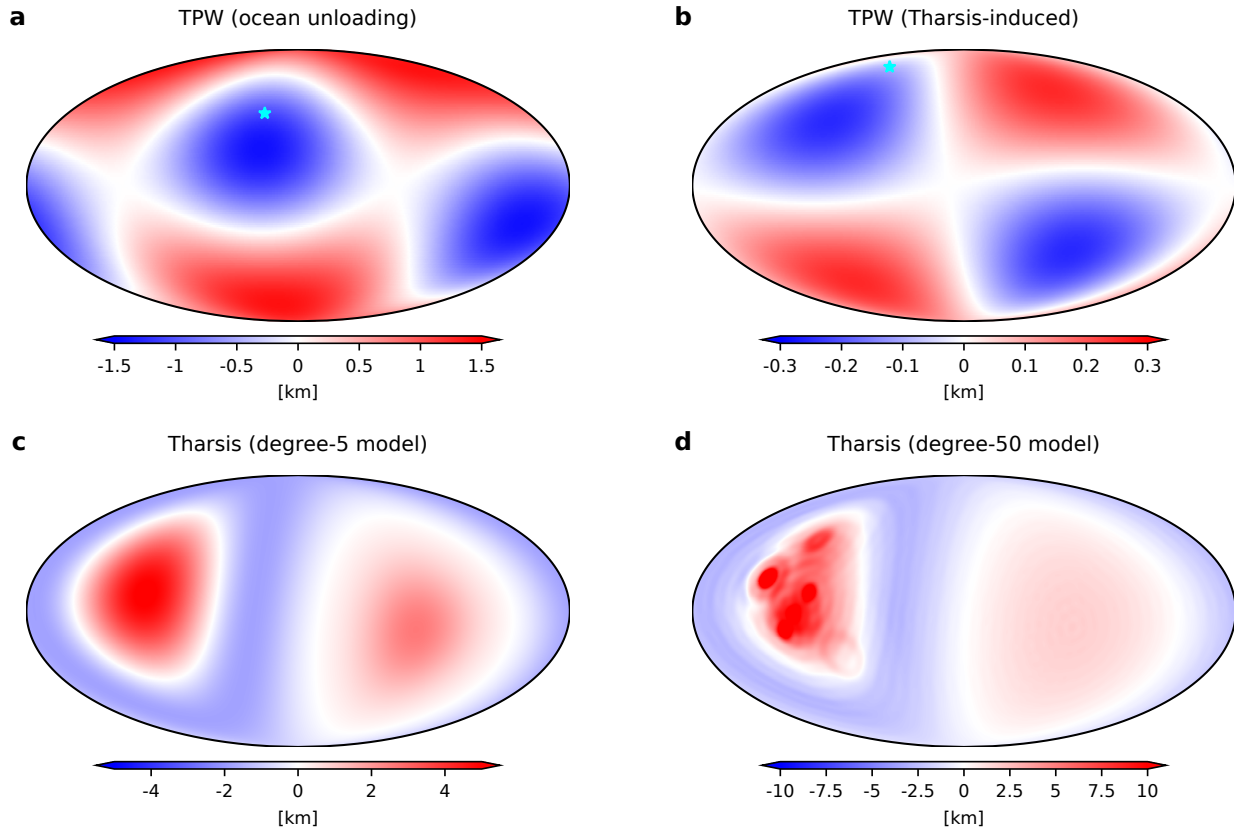 a
TPW (ocean unloading)
-1.5 -1 -0.5 0 0.5 1 1.5
[km]
b
TPW (Tharsis-induced)
-0.3 -0.2 -0.1 0 0.1 0.2 0.3
[km]
c
Tharsis (degree-5 model)
-4 -2 0 2 4
[km]
d
Tharsis (degree-50 model)
-10 -7.5 -5 -2.5 0 2.5 5 7.5 10
[km]